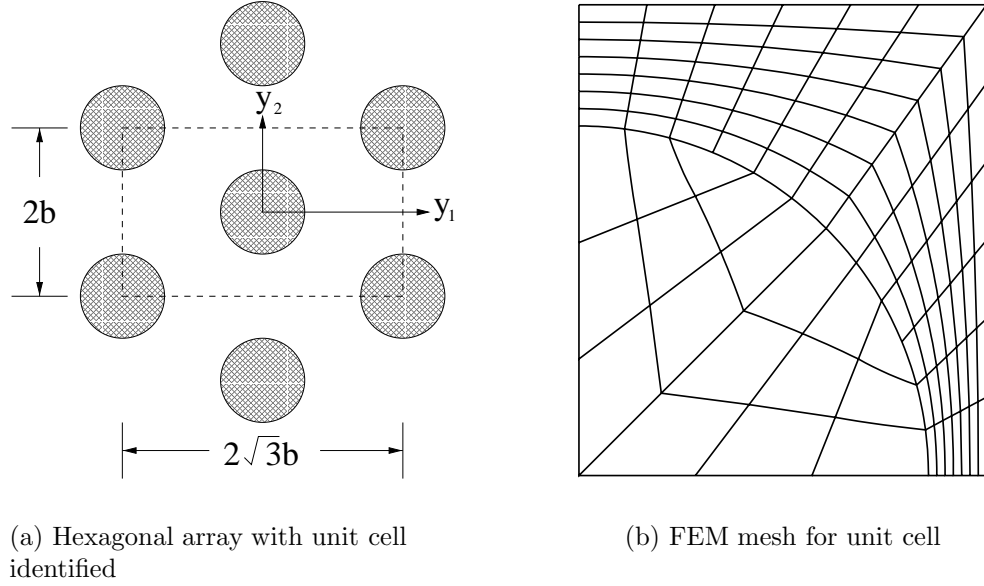 y₂
2b
y₁
2√3b
(a) Hexagonal array with unit cell
identified
(b) FEM mesh for unit cell